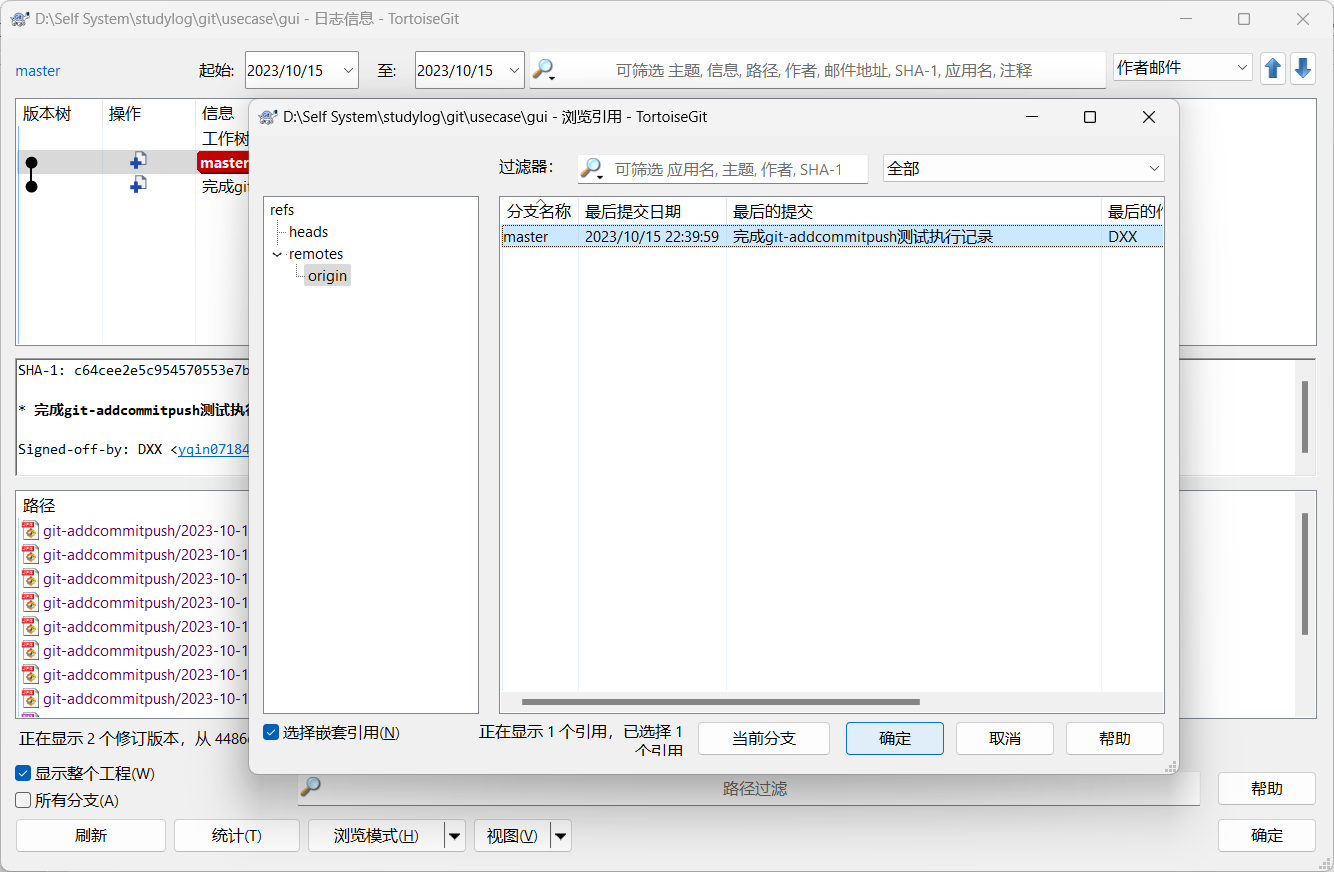 D:\Self System\studylog\git\usecase\gui - 日志信息 - TortoiseGit
master
起始: 2023/10/15 至: 2023/10/15 可筛选 主题, 信息, 路径, 作者, 邮件地址, SHA-1, 应用名, 注释 作者邮件
版本树 操作 信息
工作树
master
完成gi
SHA-1: c64cee2e5c954570553e7b
* 完成git-addcommitpush测试执行
Signed-off-by: DXX <yqin07184
路径
git-addcommitpush/2023-10-1
git-addcommitpush/2023-10-1
git-addcommitpush/2023-10-1
git-addcommitpush/2023-10-1
git-addcommitpush/2023-10-1
git-addcommitpush/2023-10-1
git-addcommitpush/2023-10-1
git-addcommitpush/2023-10-1
正在显示 2 个修订版本，从 4486
显示整个工程(W)
所有分支(A)
路径过滤
帮助
刷新 统计(T) 浏览模式(H) 视图(V) 确定
D:\Self System\studylog\git\usecase\gui - 浏览引用 - TortoiseGit
过滤器: 可筛选 应用名, 主题, 作者, SHA-1 全部
refs
heads
remotes
origin
分支名称 最后提交日期 最后的提交 最后的作
master 2023/10/15 22:39:59 完成git-addcommitpush测试执行记录 DXX
选择嵌套引用(N)
正在显示 1 个引用，已选择 1
个引用
当前分支 确定 取消 帮助